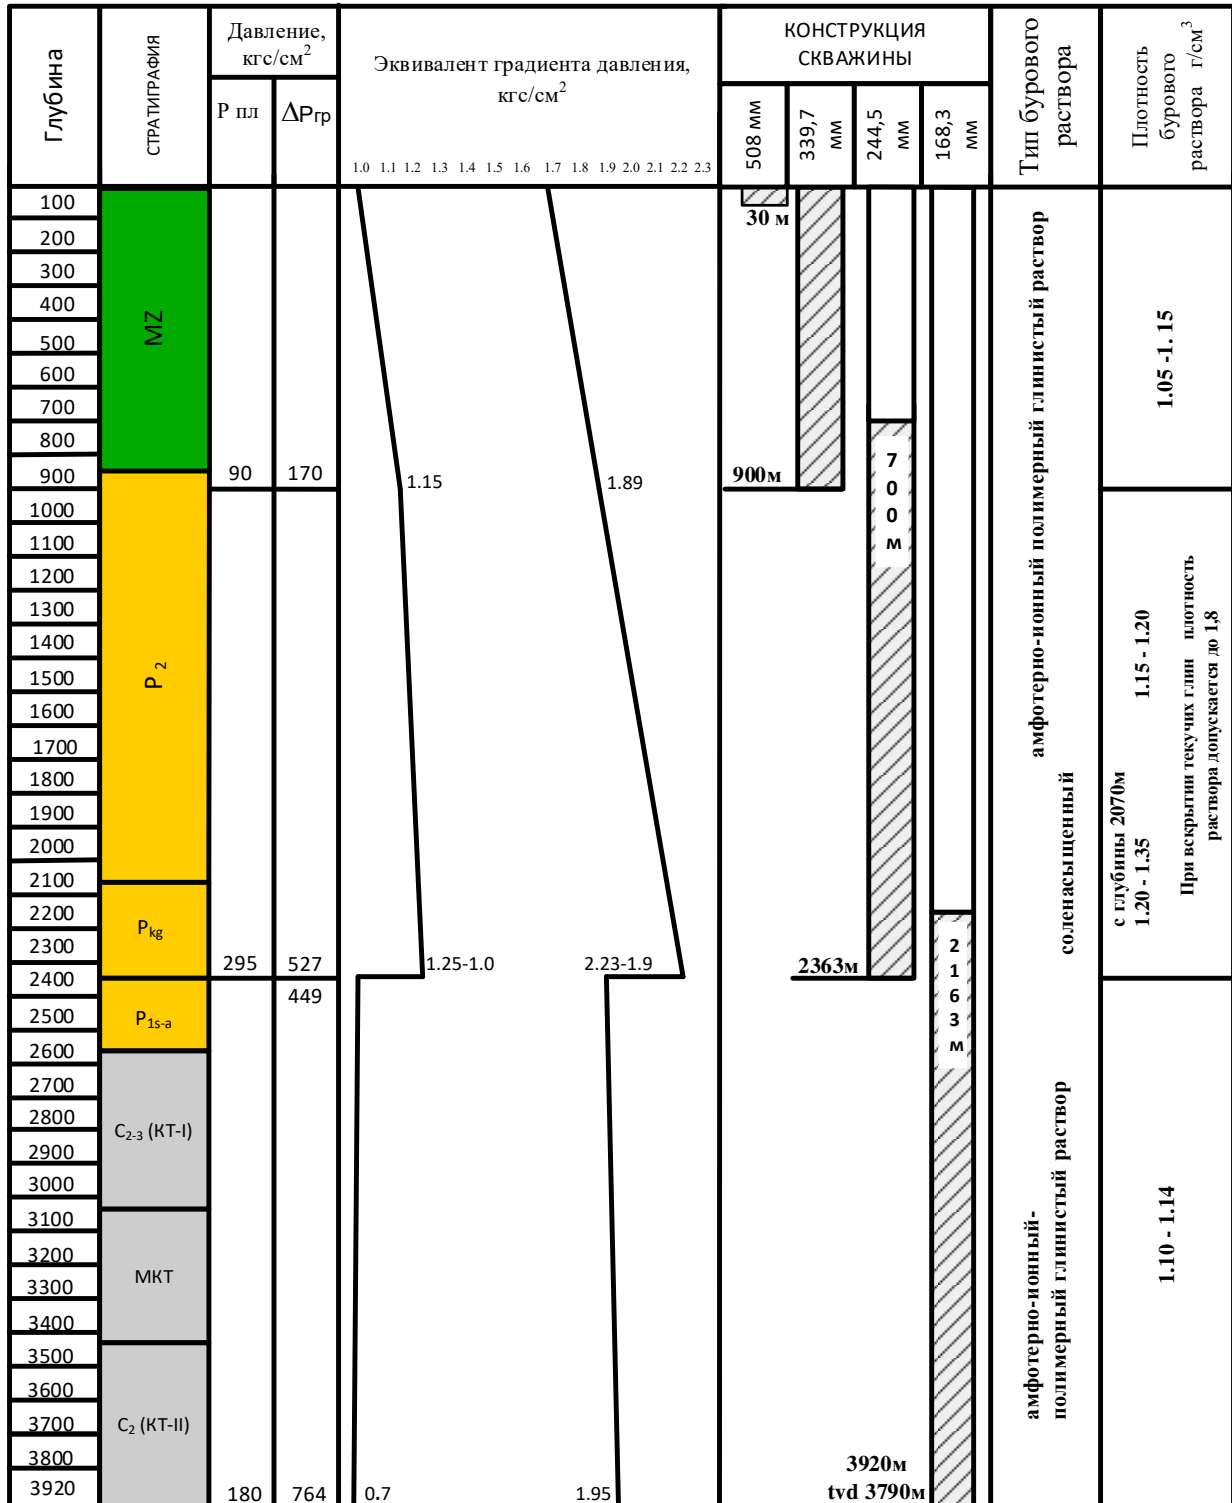 Глубина
СТРАТИГРАФИЯ
Давление,
кгс/см²
Р пл
ΔРгр
Эквивалент градиента давления,
кгс/см²
1.0 1.1 1.2 1.3 1.4 1.5 1.6 1.7 1.8 1.9 2.0 2.1 2.2 2.3
КОНСТРУКЦИЯ
СКВАЖИНЫ
508 мм
339,7
мм
244,5
мм
168,3
мм
Тип бурового
раствора
Плотность
бурового
раствора г/см³
100
200
300
400
500
600
700
800
900
1000
1100
1200
1300
1400
1500
1600
1700
1800
1900
2000
2100
2200
2300
2400
2500
2600
2700
2800
2900
3000
3100
3200
3300
3400
3500
3600
3700
3800
3920
MZ
P 2
Pkg
P1s-a
C2-3 (КТ-I)
МКТ
C2 (КТ-II)
90 170
295 527
449
180 764
1.15 1.89
1.25-1.0 2.23-1.9
0.7 1.95
30 м
900м
700м
2363м
2163м
3920м
tvd 3790м
амфотерно-ионный полимерный глинистый раствор
соленасыщенный
амфотерно-ионный-
полимерный глинистый раствор
1.05 -1. 15
1.15 - 1.20
с глубины 2070м
1.20 - 1.35
При вскрытии текучих глин плотность
раствора допускается до 1,8
1.10 - 1.14